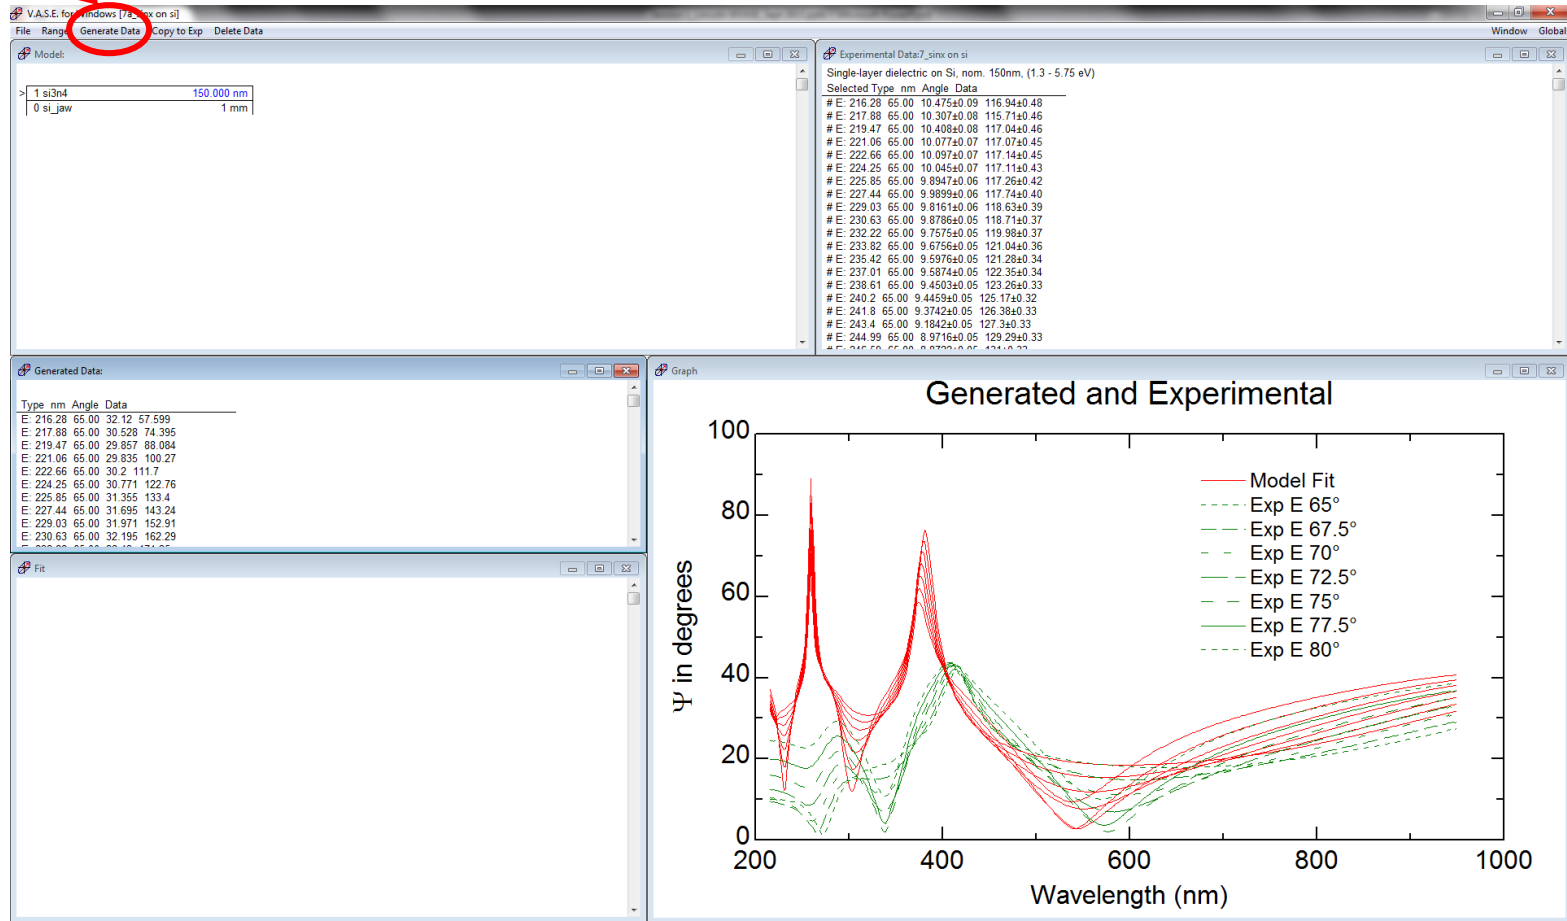 V.A.S.E. for Windows [7a_sinx on si]
File Range Generate Data Copy to Exp Delete Data Window Global
Model:
> 1 si3n4 150.000 nm
0 si_jaw 1 mm
Experimental Data:7_sinx on si
Single-layer dielectric on Si, nom. 150nm, (1.3 - 5.75 eV)
Selected Type nm Angle Data
# E: 216.28 65.00 10.475±0.09 116.94±0.48
# E: 217.88 65.00 10.307±0.08 115.71±0.46
# E: 219.47 65.00 10.408±0.08 117.04±0.46
# E: 221.06 65.00 10.077±0.07 117.07±0.45
# E: 222.66 65.00 10.097±0.07 117.14±0.45
# E: 224.25 65.00 10.045±0.07 117.11±0.43
# E: 225.85 65.00 9.8947±0.06 117.26±0.42
# E: 227.44 65.00 9.9899±0.06 117.74±0.40
# E: 229.03 65.00 9.8161±0.06 118.63±0.39
# E: 230.63 65.00 9.8786±0.05 118.71±0.37
# E: 232.22 65.00 9.7575±0.05 119.98±0.37
# E: 233.82 65.00 9.6756±0.05 121.04±0.36
# E: 235.42 65.00 9.5976±0.05 121.28±0.34
# E: 237.01 65.00 9.5874±0.05 122.35±0.34
# E: 238.61 65.00 9.4503±0.05 123.26±0.33
# E: 240.2 65.00 9.4459±0.05 125.17±0.32
# E: 241.8 65.00 9.3742±0.05 126.38±0.33
# E: 243.4 65.00 9.1842±0.05 127.3±0.33
# E: 244.99 65.00 8.9716±0.05 129.29±0.33
Generated Data:
Type nm Angle Data
E: 216.28 65.00 32.12 57.599
E: 217.88 65.00 30.528 74.395
E: 219.47 65.00 29.857 88.084
E: 221.06 65.00 29.835 100.27
E: 222.66 65.00 30.2 111.7
E: 224.25 65.00 30.771 122.76
E: 225.85 65.00 31.355 133.4
E: 227.44 65.00 31.695 143.24
E: 229.03 65.00 31.971 152.91
E: 230.63 65.00 32.195 162.29
Fit
Graph
Generated and Experimental
100
80
60
40
20
0
Ψ in degrees
Model Fit
Exp E 65°
Exp E 67.5°
Exp E 70°
Exp E 72.5°
Exp E 75°
Exp E 77.5°
Exp E 80°
200 400 600 800 1000
Wavelength (nm)